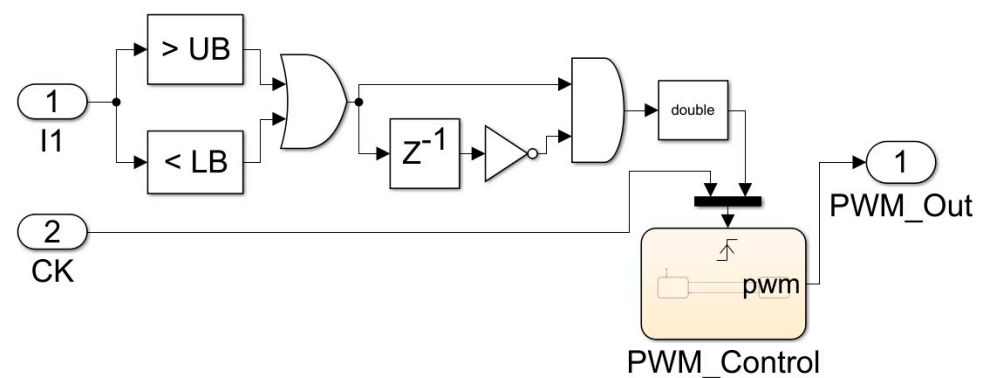 1
I1
> UB
< LB
Z-1
double
2
CK
pwm
PWM_Control
1
PWM_Out